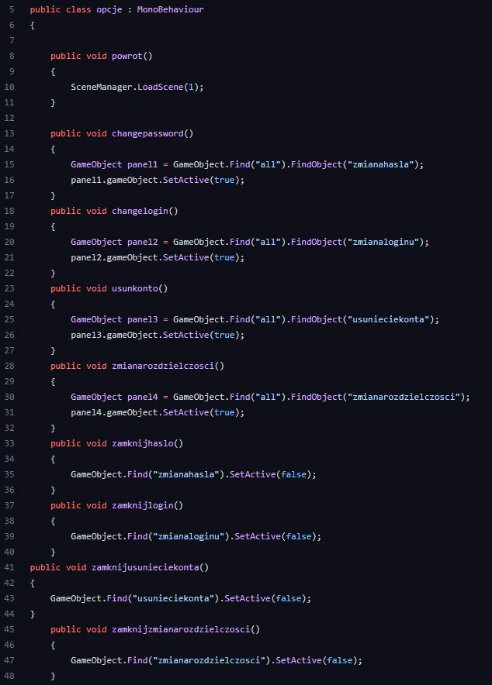 5 public class opcje : MonoBehaviour
6 {
7
8     public void powrot()
9     {
10         SceneManager.LoadScene(1);
11     }
12
13     public void changepassword()
14     {
15         GameObject panel1 = GameObject.Find("all").FindObject("zmianahasla");
16         panel1.gameObject.SetActive(true);
17     }
18     public void changelogin()
19     {
20         GameObject panel2 = GameObject.Find("all").FindObject("zmianaloginu");
21         panel2.gameObject.SetActive(true);
22     }
23     public void usunkonto()
24     {
25         GameObject panel3 = GameObject.Find("all").FindObject("usunieciekonta");
26         panel3.gameObject.SetActive(true);
27     }
28     public void zmianarozdzielczosci()
29     {
30         GameObject panel4 = GameObject.Find("all").FindObject("zmianarozdzielczosci");
31         panel4.gameObject.SetActive(true);
32     }
33     public void zamknijhaslo()
34     {
35         GameObject.Find("zmianahasla").SetActive(false);
36     }
37     public void zamknijlogin()
38     {
39         GameObject.Find("zmianaloginu").SetActive(false);
40     }
41 public void zamknijusunieciekonta()
42 {
43     GameObject.Find("usunieciekonta").SetActive(false);
44 }
45     public void zamknijzmianarozdzielczosci()
46     {
47         GameObject.Find("zmianarozdzielczosci").SetActive(false);
48     }